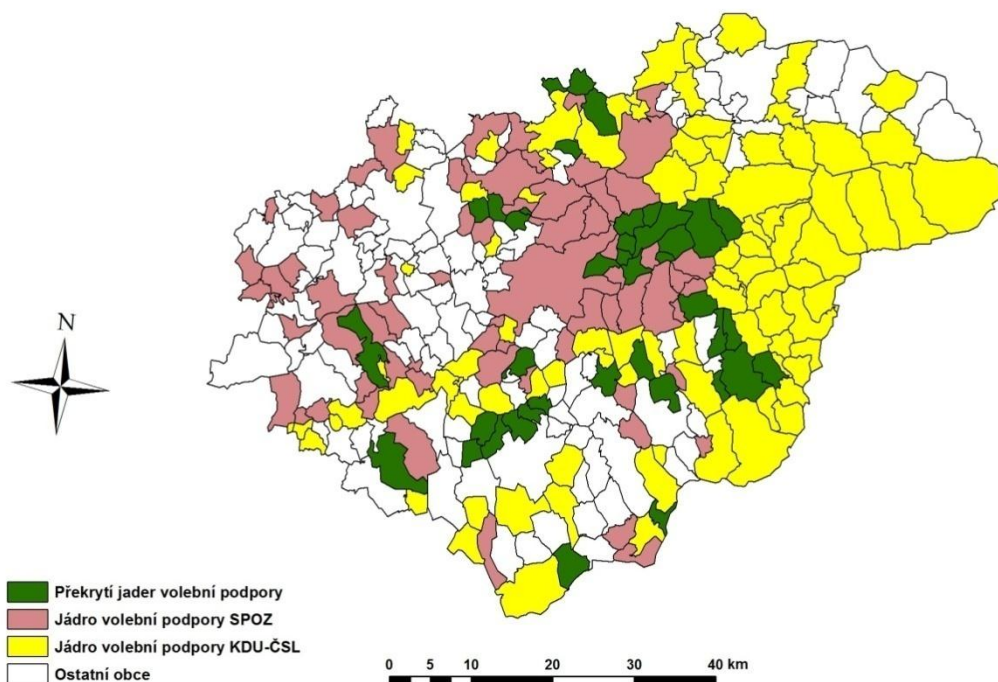 N
Překrytí jader volební podpory
Jádro volební podpory SPOZ
Jádro volební podpory KDU-ČSL
Ostatní obce
0 5 10 20 30 40 km